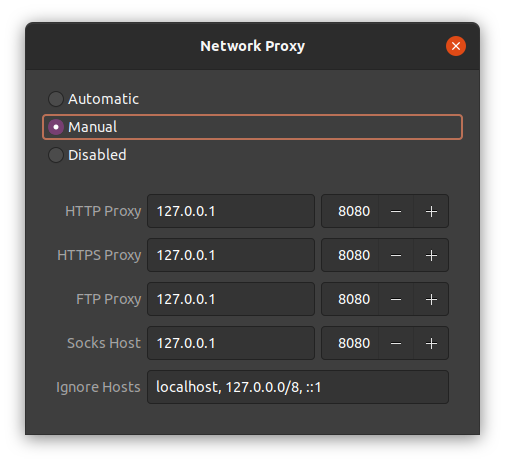 Network Proxy
Automatic
Manual
Disabled
HTTP Proxy 127.0.0.1 8080 − +
HTTPS Proxy 127.0.0.1 8080 − +
FTP Proxy 127.0.0.1 8080 − +
Socks Host 127.0.0.1 8080 − +
Ignore Hosts localhost, 127.0.0.0/8, ::1